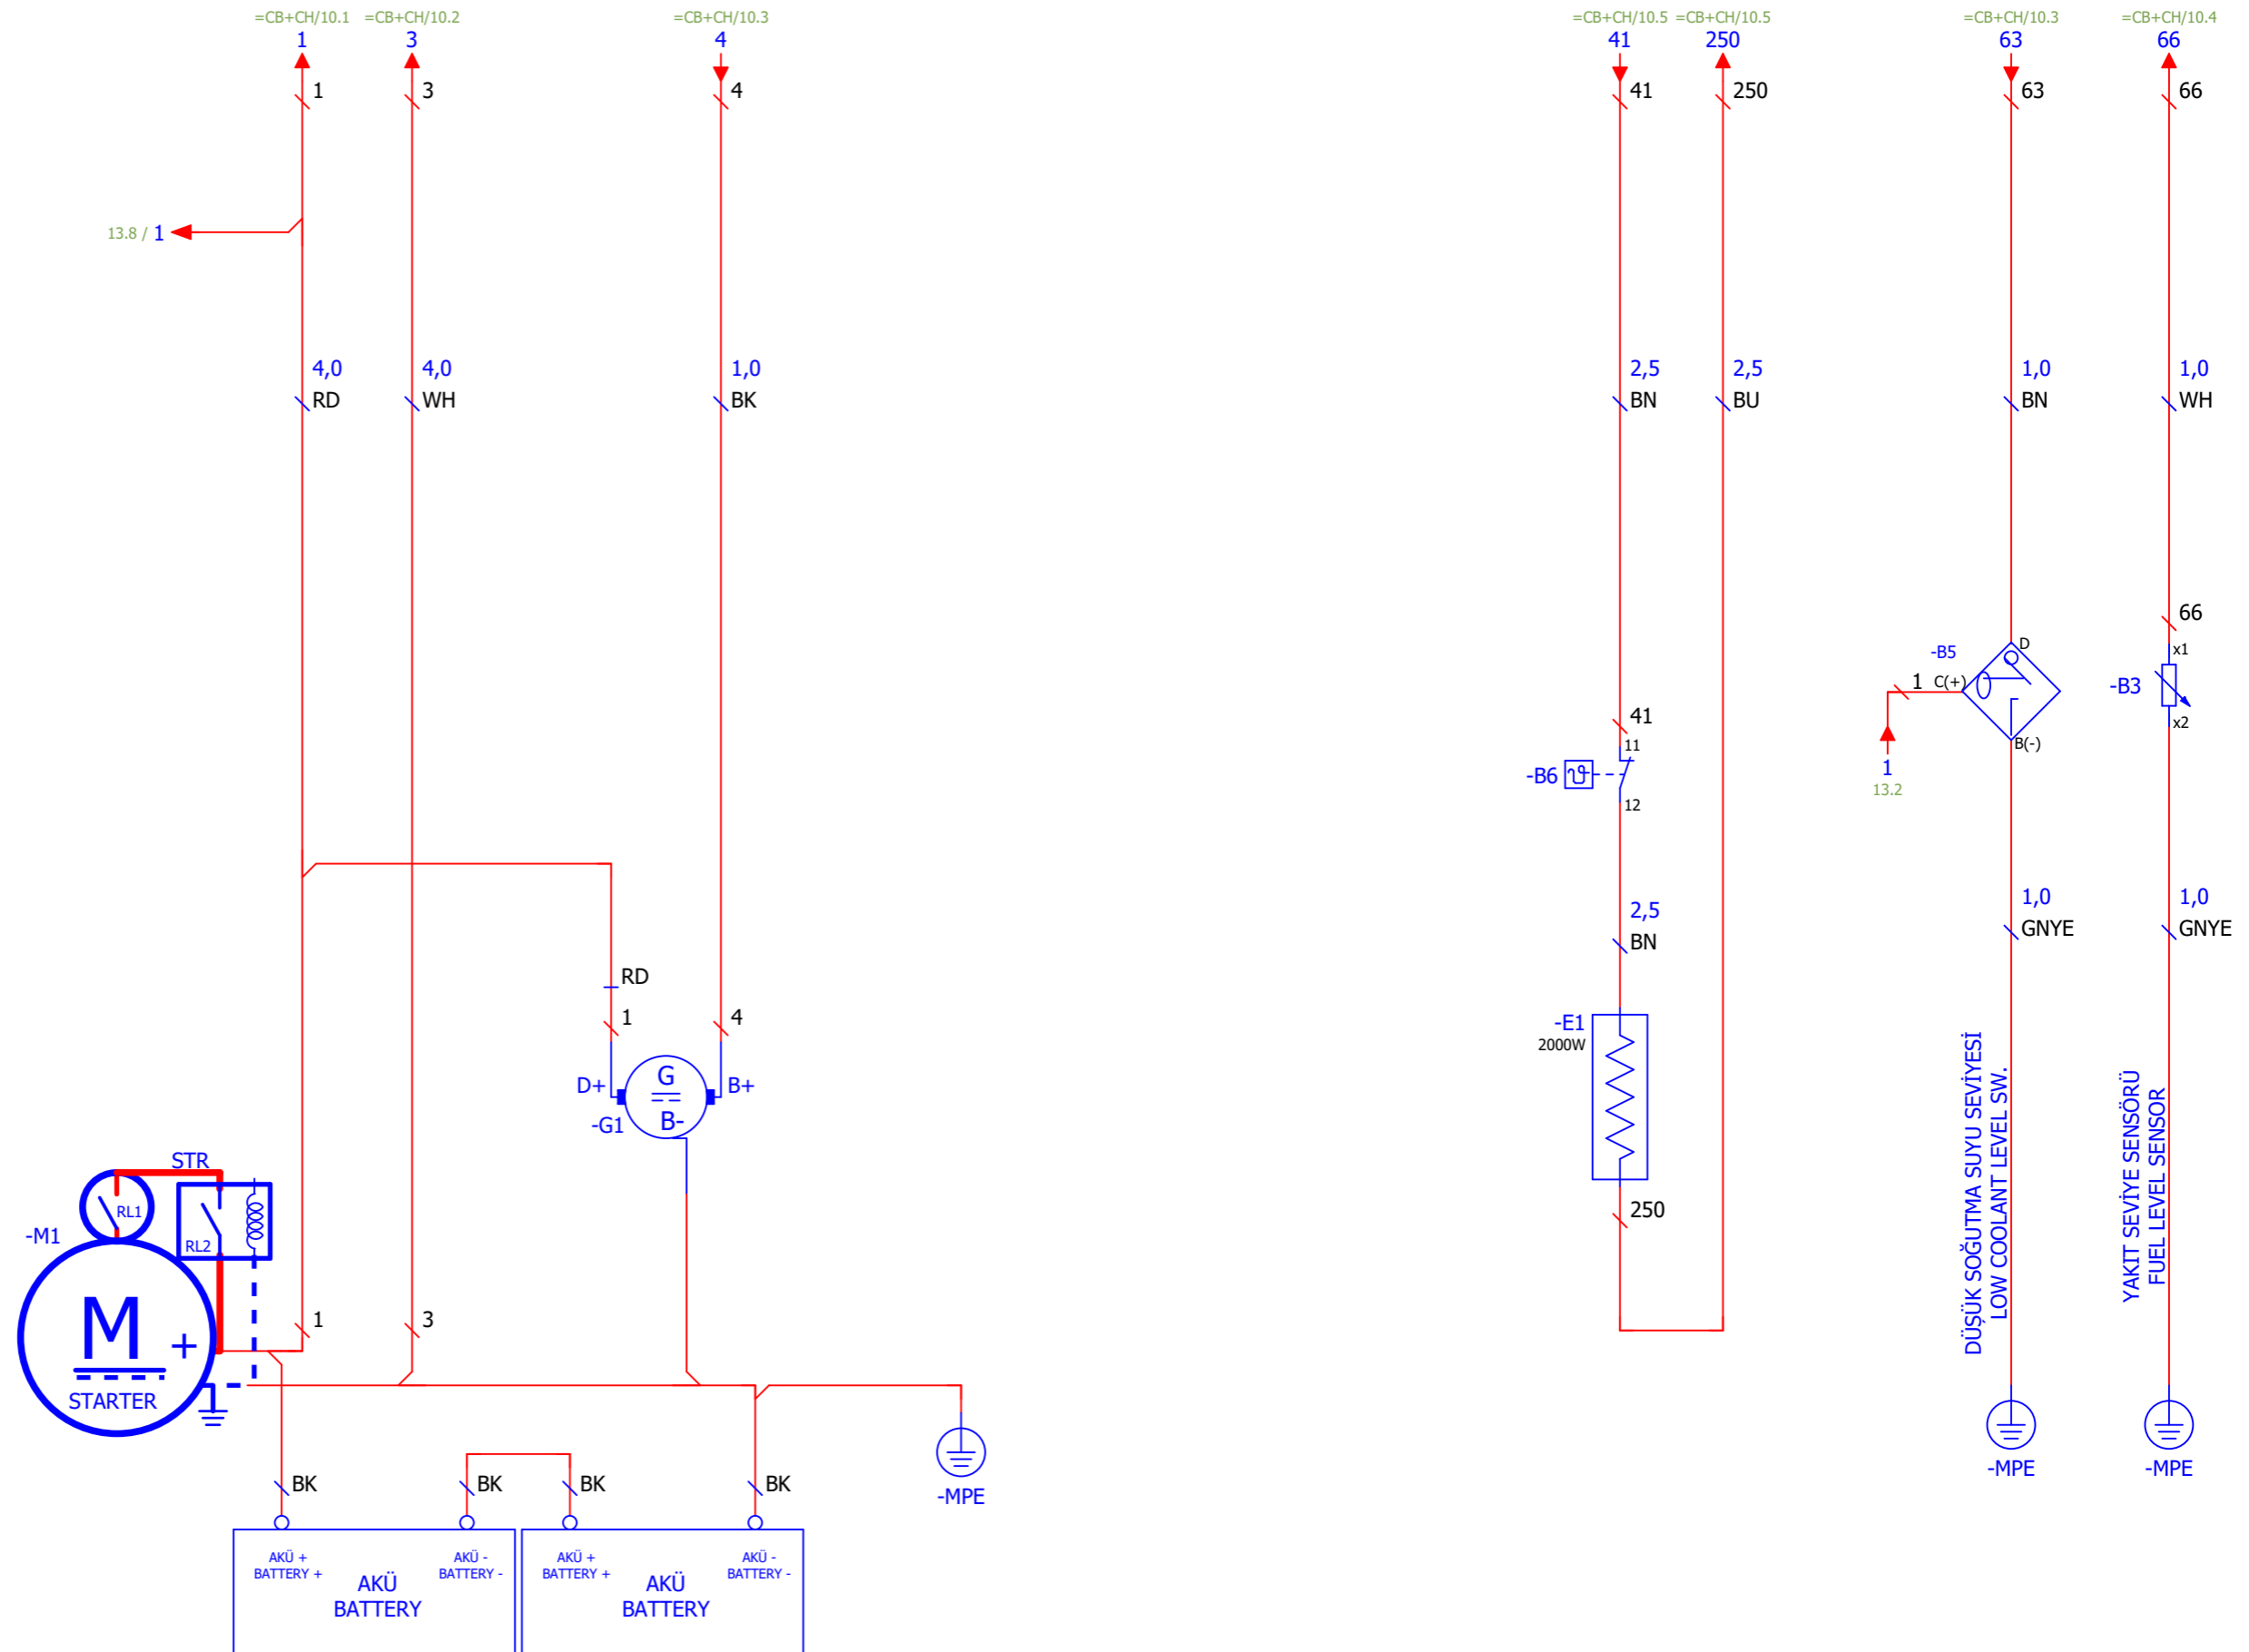 =CB+CH/10.1 =CB+CH/10.2 =CB+CH/10.3 =CB+CH/10.5 =CB+CH/10.5 =CB+CH/10.3 =CB+CH/10.4
1 3 4 41 250 63 66
1 3 4 41 250 63 66
13.8 / 1
4,0 4,0 1,0 2,5 2,5 1,0 1,0
RD WH BK BN BU BN WH
66
D
-B5
x1
1 C(+)
-B3
41
x2
11
B(-)
-B6
1
13.2
12
1,0 1,0
2,5
GNYE GNYE
BN
RD
1 4
-E1
2000W
G
D+ B+
-G1 B-
DÜŞÜK SOĞUTMA SUYU SEVİYESİ
LOW COOLANT LEVEL SW.
YAKIT SEVİYE SENSÖRÜ
FUEL LEVEL SENSOR
STR
RL1
250
-M1
RL2
M +
1 3
STARTER
-MPE -MPE
BK BK BK BK
-MPE
AKÜ + AKÜ - AKÜ + AKÜ -
BATTERY + BATTERY - BATTERY + BATTERY -
AKÜ AKÜ
BATTERY BATTERY